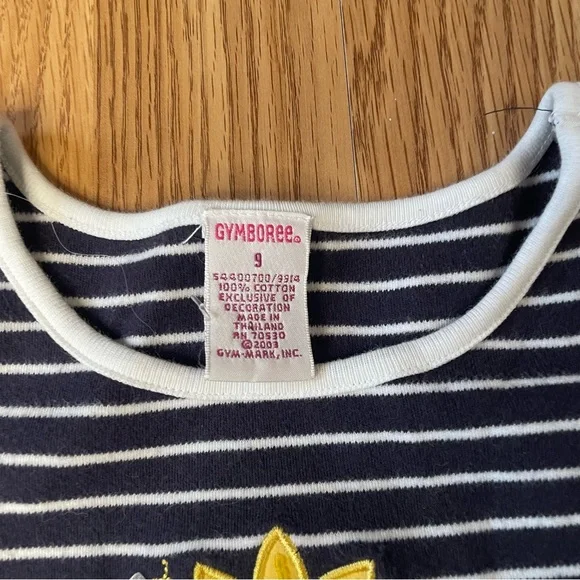 GYMBORee®
9
54400700/9914
100% COTTON
EXCLUSIVE OF
DECORATION
MADE IN
THAILAND
RN 70530
©2003
GYM-MARK, INC.